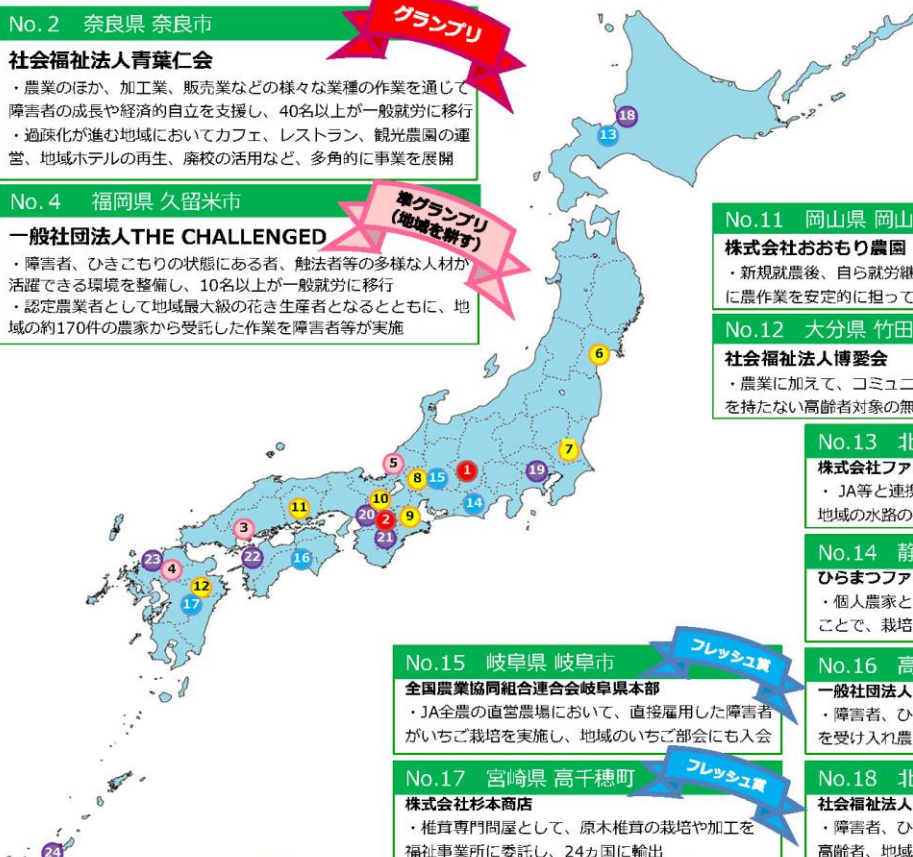 No. 2 奈良県 奈良市
グランプリ
社会福祉法人青葉仁会
・農業のほか、加工業、販売業などの様々な業種の作業を通じて
障害者の成長や経済的自立を支援し、40名以上が一般就労に移行
・過疎化が進む地域においてカフェ、レストラン、観光農園の運
営、地域ホテルの再生、廃校の活用など、多角的に事業を展開
No. 4 福岡県 久留米市
準グランプリ
(地域を耕す)
一般社団法人THE CHALLENGED
・障害者、ひきこもりの状態にある者、触法者等の多様な人材が
活躍できる環境を整備し、10名以上が一般就労に移行
・認定農業者として地域最大級の花き生産者となるとともに、地
域の約170件の農家から受託した作業を障害者等が実施
No.11 岡山県 岡山
株式会社おおもり農園
・新規就農後、自ら就労継
に農作業を安定的に担って
No.12 大分県 竹田
社会福祉法人博愛会
・農業に加えて、コミュニ
を持たない高齢者対象の無
No.13 北
株式会社ファ
・ JA等と連携
地域の水路の
No.14 静
ひらまつファ
・個人農家と
ことで、栽培
No.15 岐阜県 岐阜市
フレッシュ賞
全国農業協同組合連合会岐阜県本部
・JA全農の直営農場において、直接雇用した障害者
がいちご栽培を実施し、地域のいちご部会にも入会
No.16 高
一般社団法人
・障害者、ひ
を受け入れ農
No.17 宮崎県 高千穂町
フレッシュ賞
株式会社杉本商店
・椎茸専門問屋として、原木椎茸の栽培や加工を
福祉事業所に委託し、24ヵ国に輸出
No.18 北
社会福祉法人
・障害者、ひ
高齢者、地域
18
13
6
7
5
8
15
1
19
14
10
9
20
2
21
11
3
22
16
23
4
12
17
24